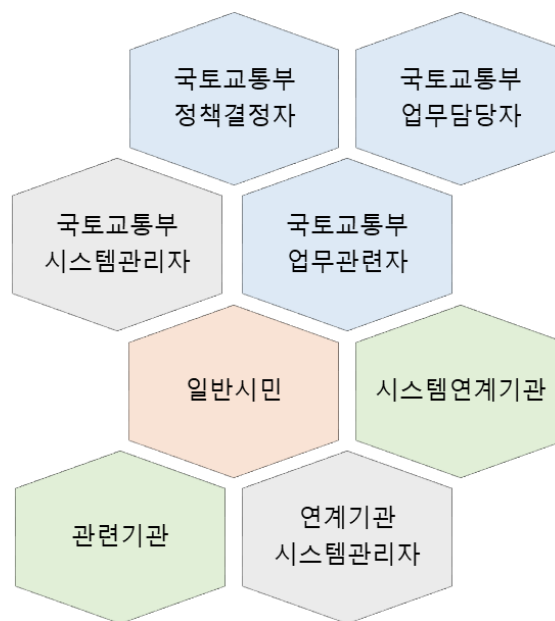 국토교통부
정책결정자
국토교통부
업무담당자
국토교통부
시스템관리자
국토교통부
업무관련자
일반시민
시스템연계기관
관련기관
연계기관
시스템관리자